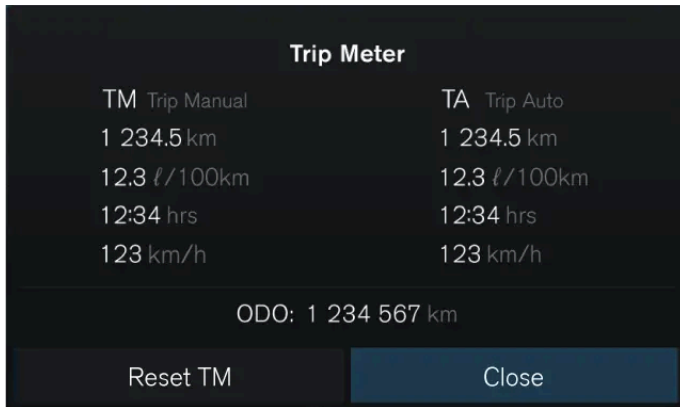 Trip Meter
TM Trip Manual
TA Trip Auto
1 234.5 km
1 234.5 km
12.3 ℓ/100km
12.3 ℓ/100km
12:34 hrs
12:34 hrs
123 km/h
123 km/h
ODO: 1 234 567 km
Reset TM
Close